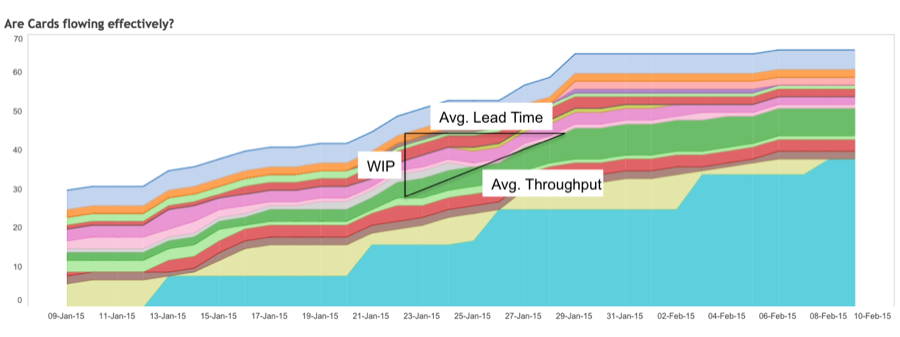 Are Cards flowing effectively?
70
60
50
40
30
20
10
0
Avg. Lead Time
WIP
Avg. Throughput
09-Jan-15 11-Jan-15 13-Jan-15 15-Jan-15 17-Jan-15 19-Jan-15 21-Jan-15 23-Jan-15 25-Jan-15 27-Jan-15 29-Jan-15 31-Jan-15 02-Feb-15 04-Feb-15 06-Feb-15 08-Feb-15 10-Feb-15